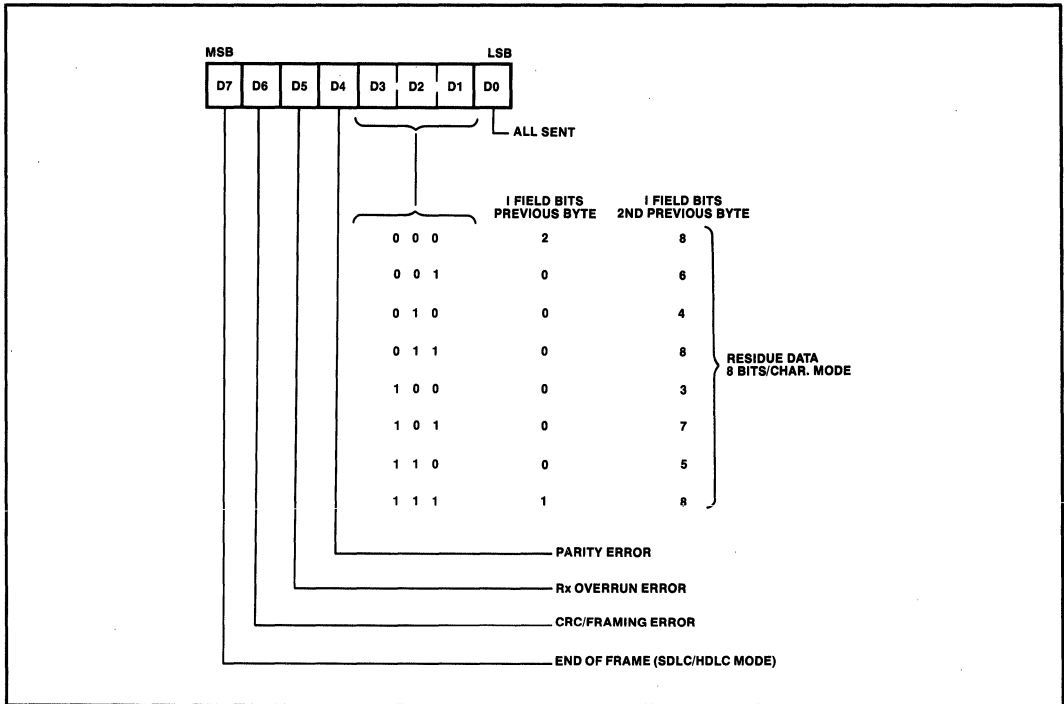 MSB LSB
D7 D6 D5 D4 D3 D2 D1 D0
ALL SENT
I FIELD BITS I FIELD BITS
PREVIOUS BYTE 2ND PREVIOUS BYTE
0 0 0 2 8
0 0 1 0 6
0 1 0 0 4
0 1 1 0 8
RESIDUE DATA
8 BITS/CHAR. MODE
1 0 0 0 3
1 0 1 0 7
1 1 0 0 5
1 1 1 1 8
PARITY ERROR
Rx OVERRUN ERROR
CRC/FRAMING ERROR
END OF FRAME (SDLC/HDLC MODE)